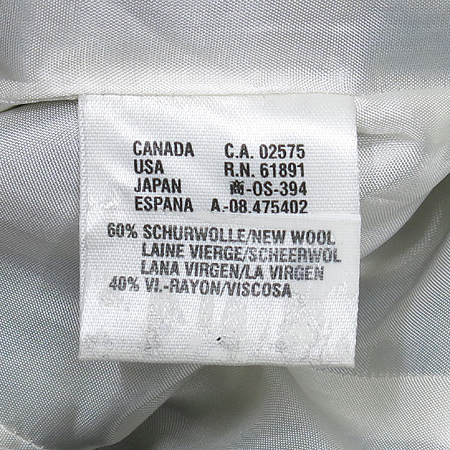 CANADA C.A. 02575
USA R.N. 61891
JAPAN 商-OS-394
ESPANA A.-08.475402
60% SCHURWOLLE/NEW WOOL
LAINE VIERGE/SCHEERWOL
LANA VIRGEN/LA VIRGEN
40% VI.-RAYON/VISCOSA